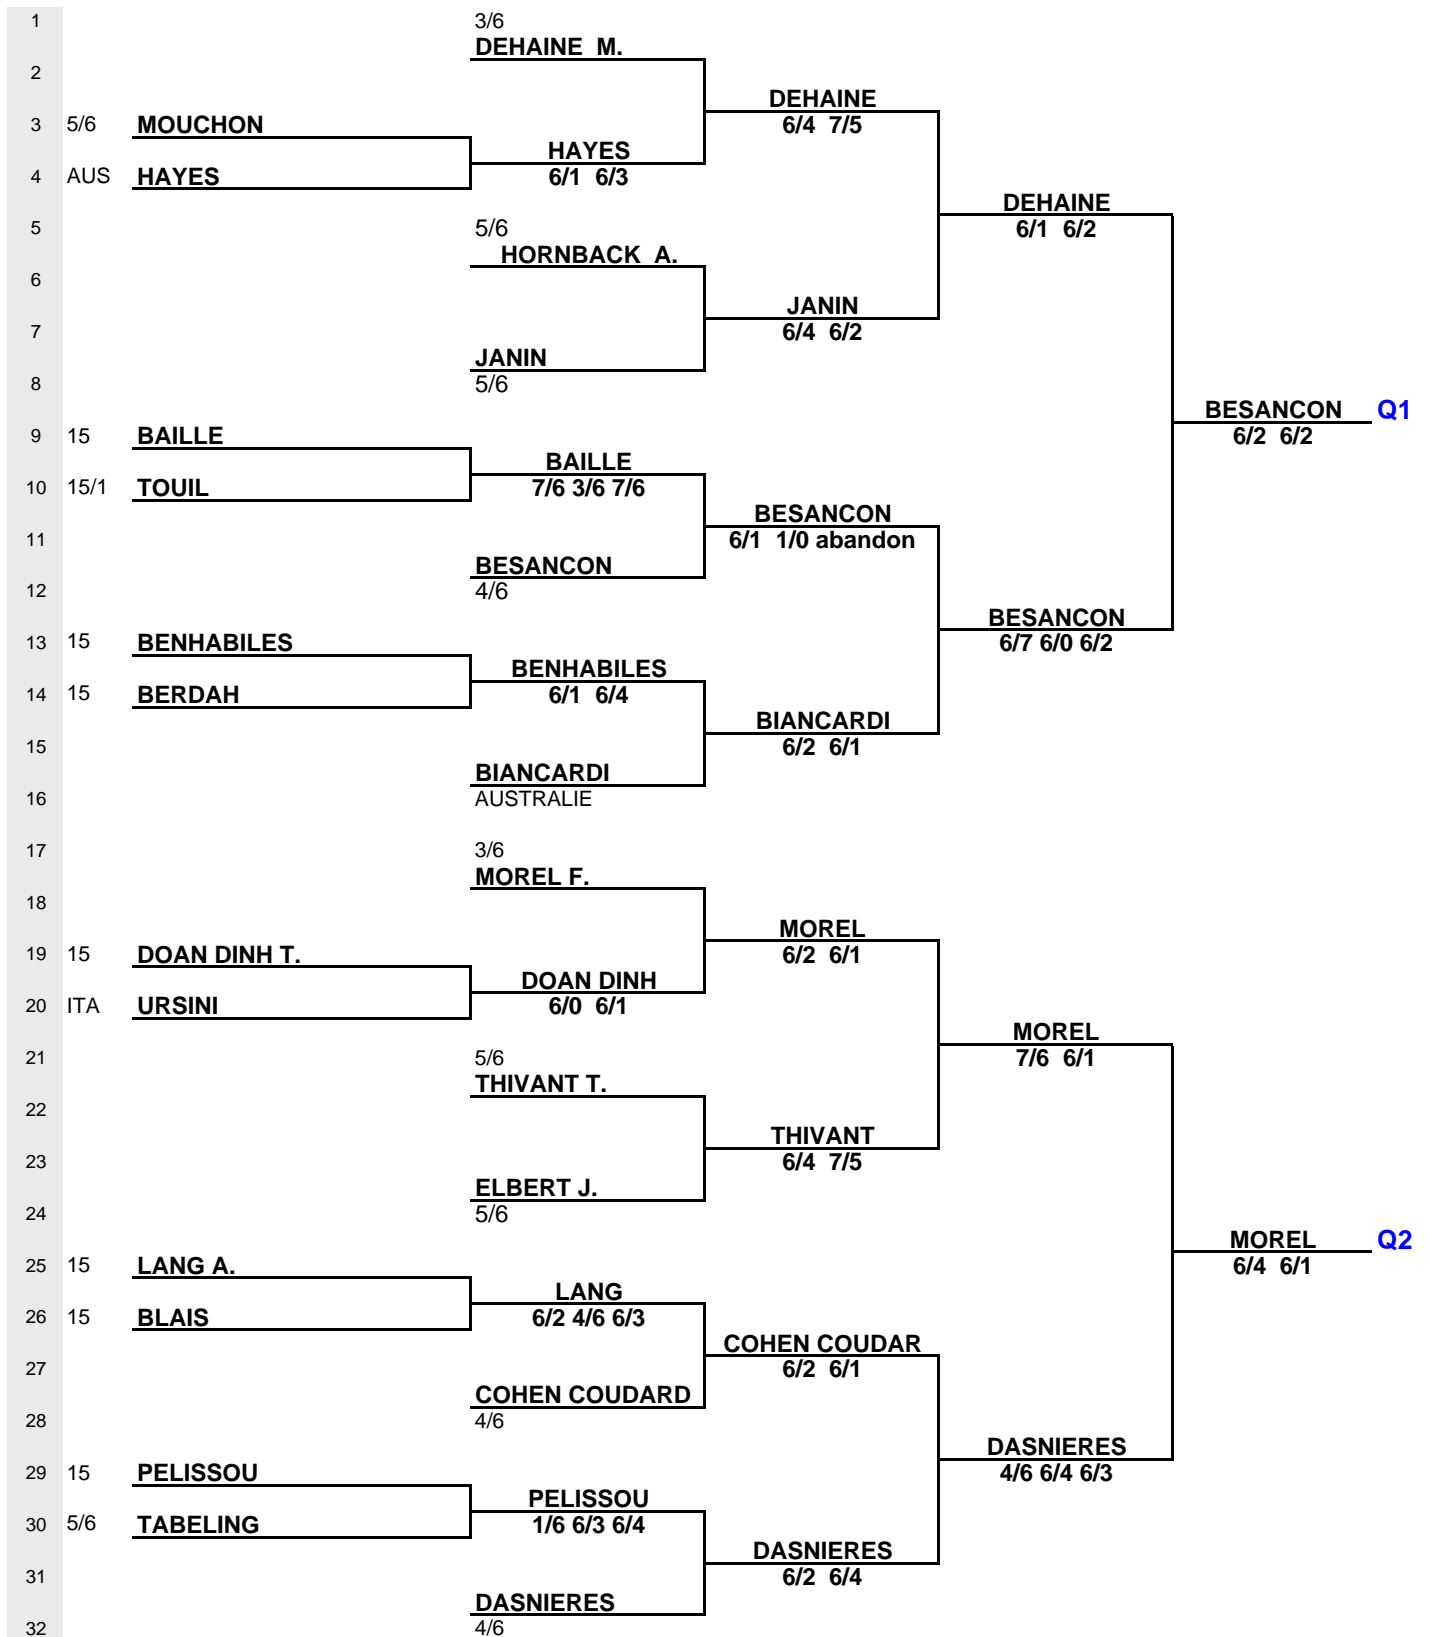 1 3/6
DEHAINE M.
2
DEHAINE
3 5/6 MOUCHON 6/4 7/5
HAYES
4 AUS HAYES 6/1 6/3
DEHAINE
5 5/6 6/1 6/2
HORNBACK A.
6
JANIN
7 6/4 6/2
JANIN
8 5/6
BESANCON Q1
9 15 BAILLE 6/2 6/2
BAILLE
10 15/1 TOUIL 7/6 3/6 7/6
BESANCON
11 6/1 1/0 abandon
BESANCON
12 4/6
BESANCON
13 15 BENHABILES 6/7 6/0 6/2
BENHABILES
14 15 BERDAH 6/1 6/4
BIANCARDI
15 6/2 6/1
BIANCARDI
16 AUSTRALIE
17 3/6
MOREL F.
18
MOREL
19 15 DOAN DINH T. 6/2 6/1
DOAN DINH
20 ITA URSINI 6/0 6/1
MOREL
21 5/6 7/6 6/1
THIVANT T.
22
THIVANT
23 6/4 7/5
ELBERT J.
24 5/6
MOREL Q2
25 15 LANG A. 6/4 6/1
LANG
26 15 BLAIS 6/2 4/6 6/3
COHEN COUDAR
27 6/2 6/1
COHEN COUDARD
28 4/6
DASNIERES
29 15 PELISSOU 4/6 6/4 6/3
PELISSOU
30 5/6 TABELING 1/6 6/3 6/4
DASNIERES
31 6/2 6/4
DASNIERES
32 4/6